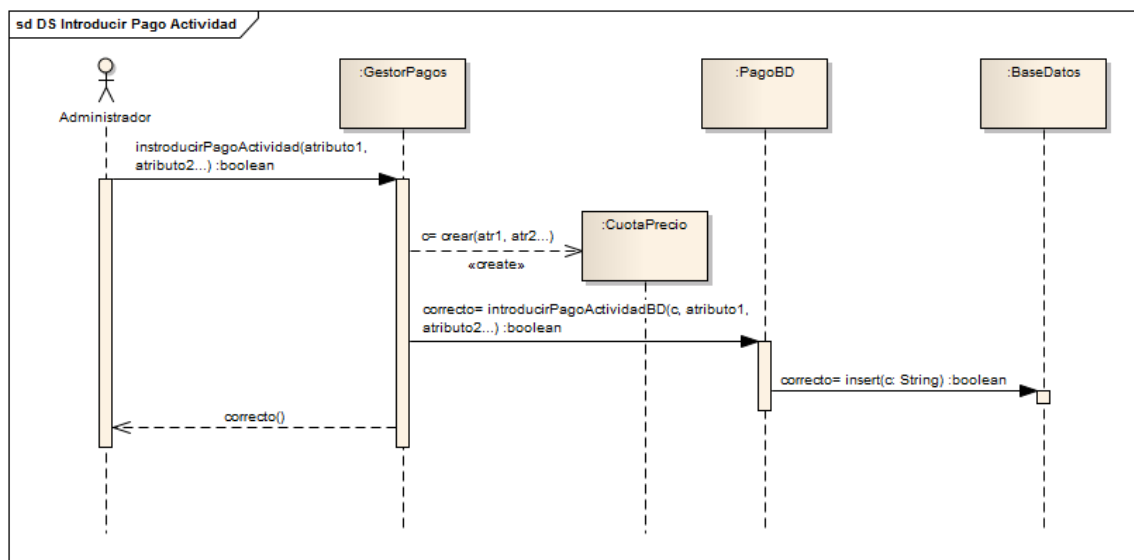 sd DS Introducir Pago Actividad
:GestorPagos
:PagoBD
:BaseDatos
Administrador
instroducirPagoActividad(atributo1,
atributo2...) :boolean
:CuotaPrecio
c= crear(atr1, atr2...)
«create»
correcto= introducirPagoActividadBD(c, atributo1,
atributo2...) :boolean
correcto= insert(c: String) :boolean
correcto()